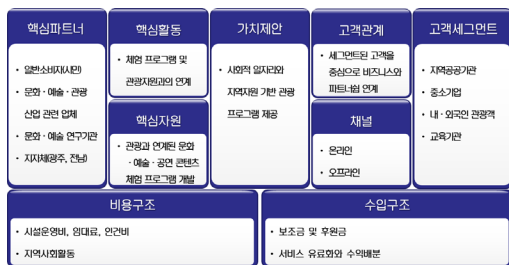 핵심파트너
• 일반소비자(시민)
• 문화 · 예술 · 관광
산업 관련 업체
• 문화 · 예술 연구기관
• 지자체(광주, 전남)
핵심활동
• 체험 프로그램 및
관광자원과의 연계
핵심자원
• 관광과 연계된 문화
· 예술 · 공연 콘텐츠
체험 프로그램 개발
가치제안
• 사회적 일자리와
지역자원 기반 관광
프로그램 제공
고객관계
• 세그먼트된 고객을
중심으로 비즈니스와
파트너쉽 연계
채널
• 온라인
• 오프라인
고객세그먼트
• 지역공공기관
• 중소기업
• 내 · 외국인 관광객
• 교육기관
비용구조
• 시설운영비, 임대료, 인건비
• 지역사회활동
수입구조
• 보조금 및 후원금
• 서비스 유료화와 수익배분